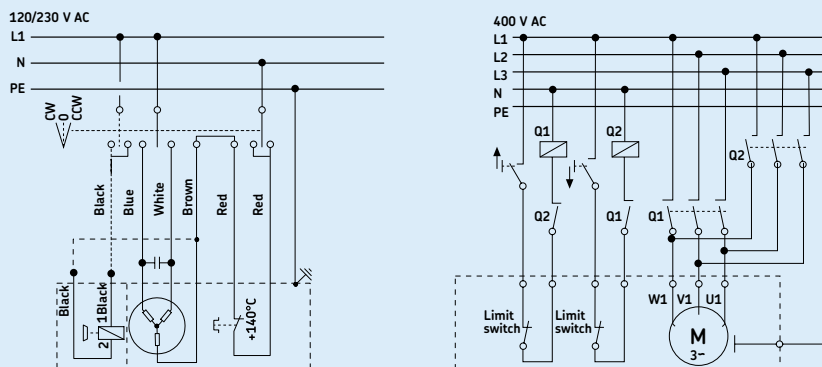 120/230 V AC
L1
N
PE
CW
0
CCW
Black
Blue
White
Brown
Red
Red
Black
1Black
2
+140°C
400 V AC
L1
L2
L3
N
PE
Q1
Q2
Q2
Q2
Q1
Q1
Limit
switch
Limit
switch
W1 V1 U1
M
3~